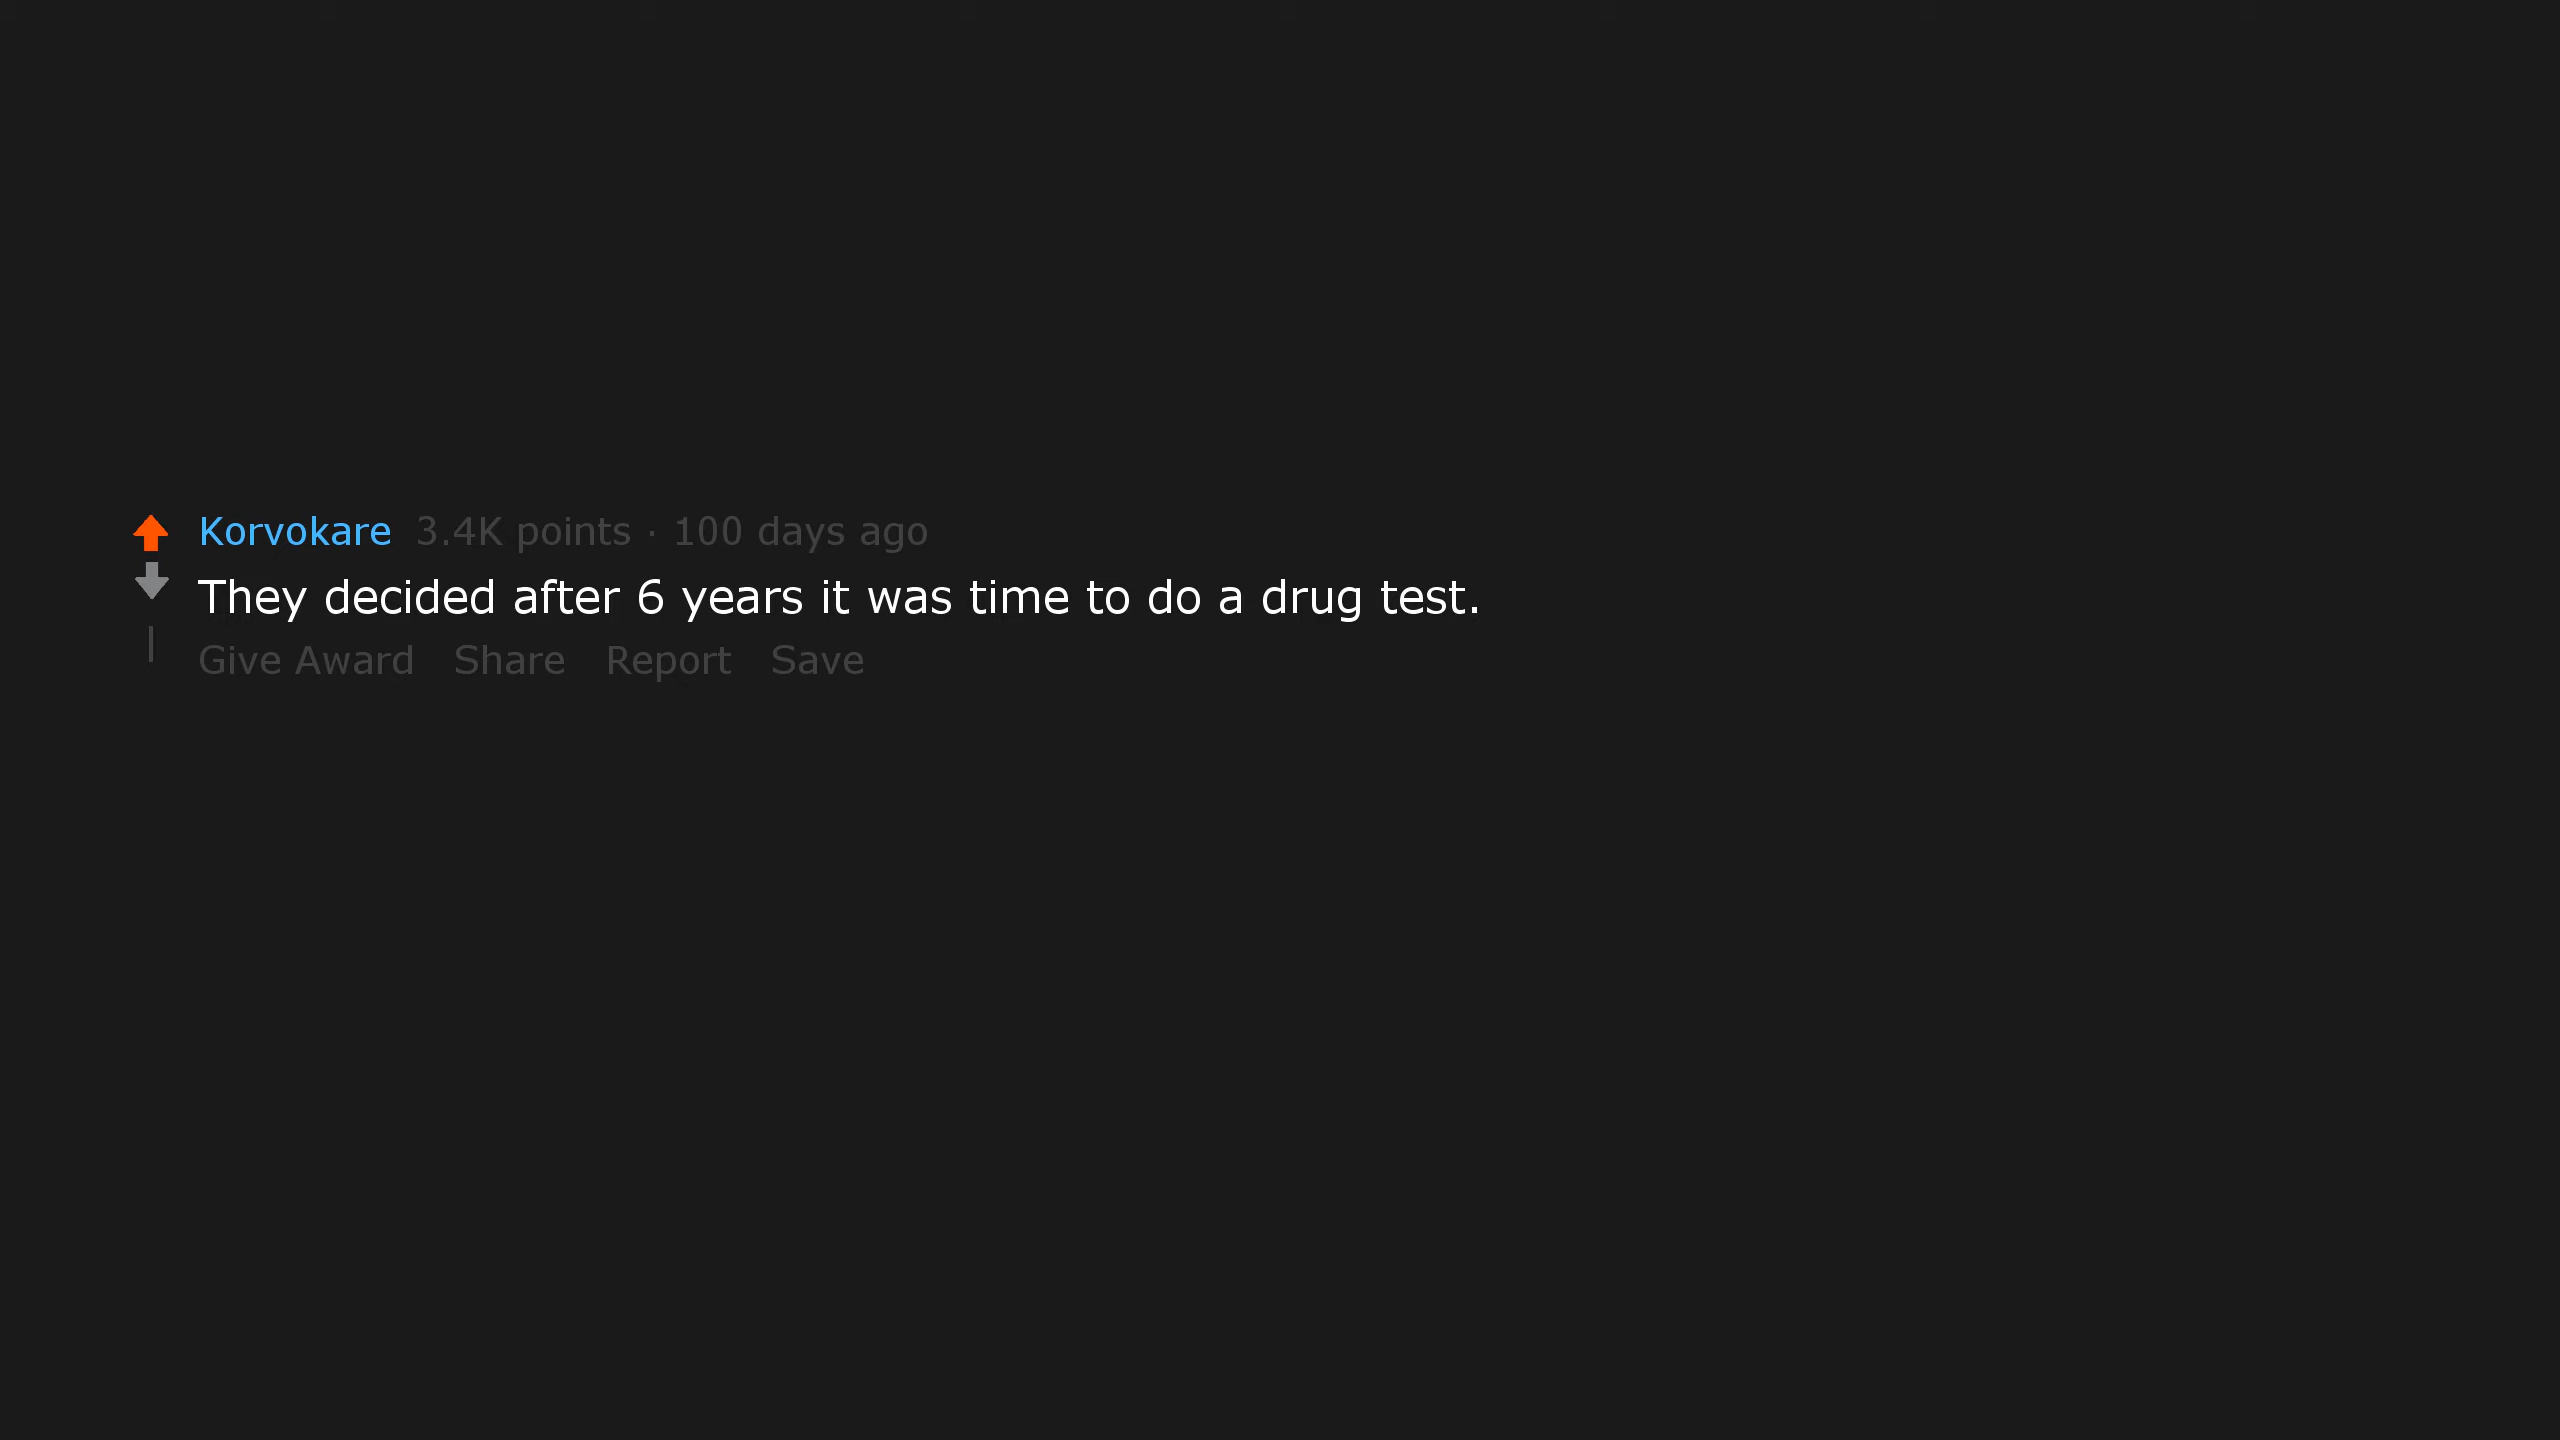 Korvokare 3.4K points · 100 days ago
They decided after 6 years it was time to do a drug test.
Give Award Share Report Save